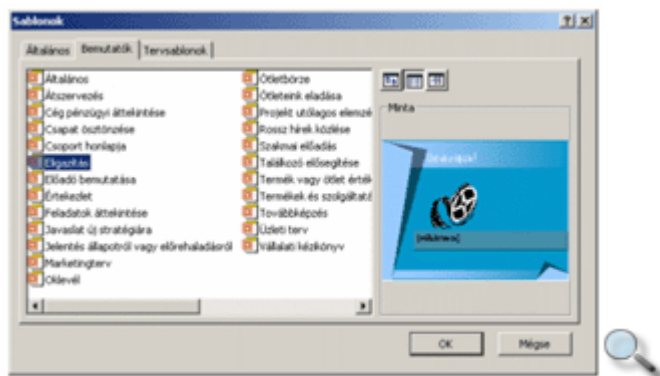 Sablonok
Általános
Bemutatók
Tervsablonok
Általános
Átszervezés
Cég pénzügyi áttekintése
Csapat ösztönzése
Csoport honlapja
Eligazítás
Előadó bemutatása
Értekezlet
Feladatok áttekintése
Javaslat új stratégiára
Jelentés állapotról vagy előrehaladásról
Marketingterv
Oklevél
Ötletbörze
Ötleteink eladása
Projekt utólagos elemzé
Rossz hírek közlése
Szakmai előadás
Találkozó elősegítése
Termék vagy ötlet érték
Termékek és szolgáltatá
Továbbképzés
Üzleti terv
Vállalati kézikönyv
Minta
OK
Mégse